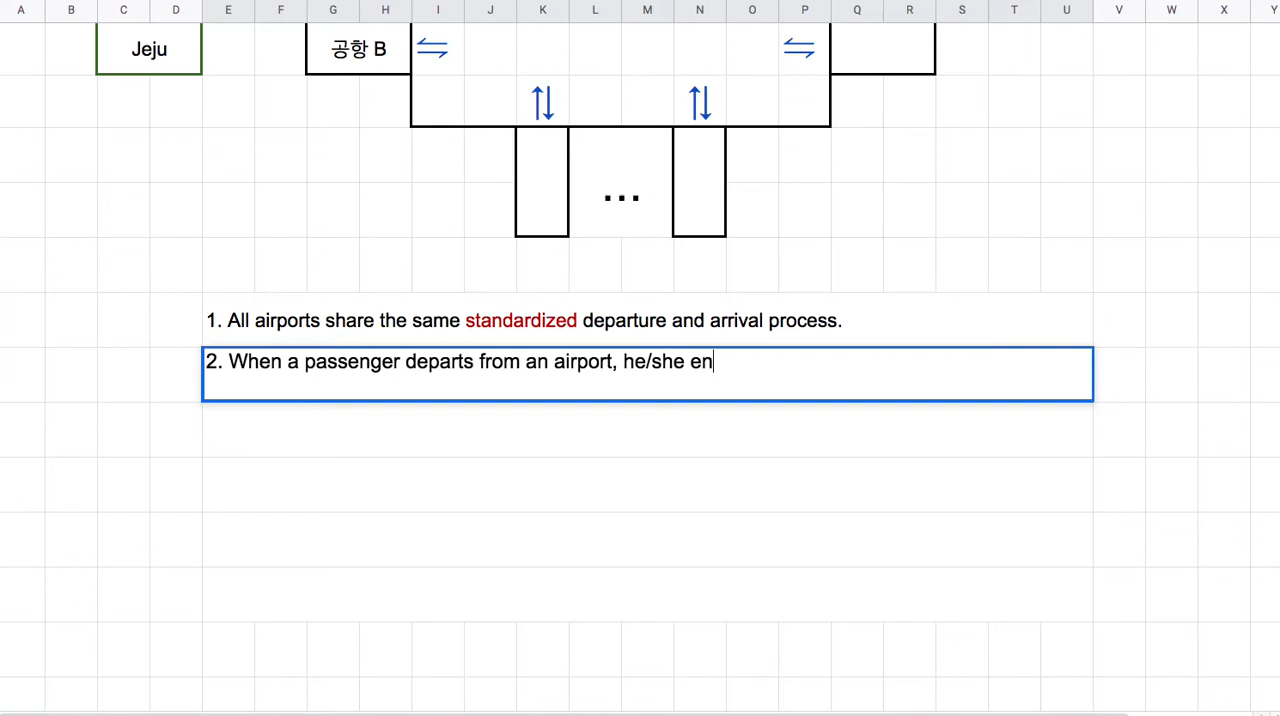 A B C D E F G H I J K L M N O P Q R S T U V W X Y
Jeju 공항 B ⇋ ⇋
⇅ ⇅
...
1. All airports share the same standardized departure and arrival process.
2. When a passenger departs from an airport, he/she en